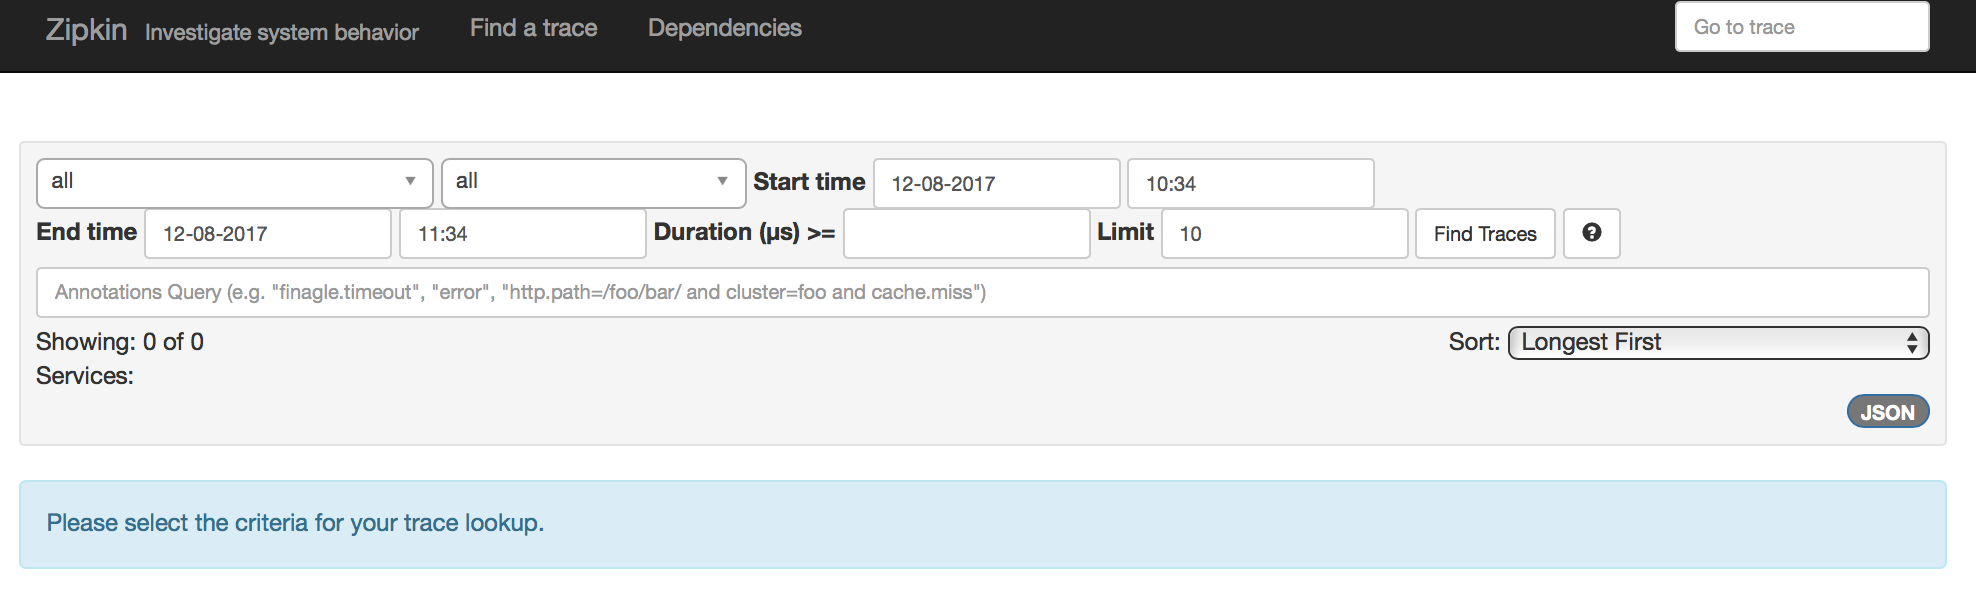 Zipkin Investigate system behavior Find a trace Dependencies Go to trace
all all Start time 12-08-2017 10:34
End time 12-08-2017 11:34 Duration (µs) >= Limit 10 Find Traces ?
Annotations Query (e.g. "finagle.timeout", "error", "http.path=/foo/bar/ and cluster=foo and cache.miss")
Showing: 0 of 0 Sort: Longest First
Services:
JSON
Please select the criteria for your trace lookup.